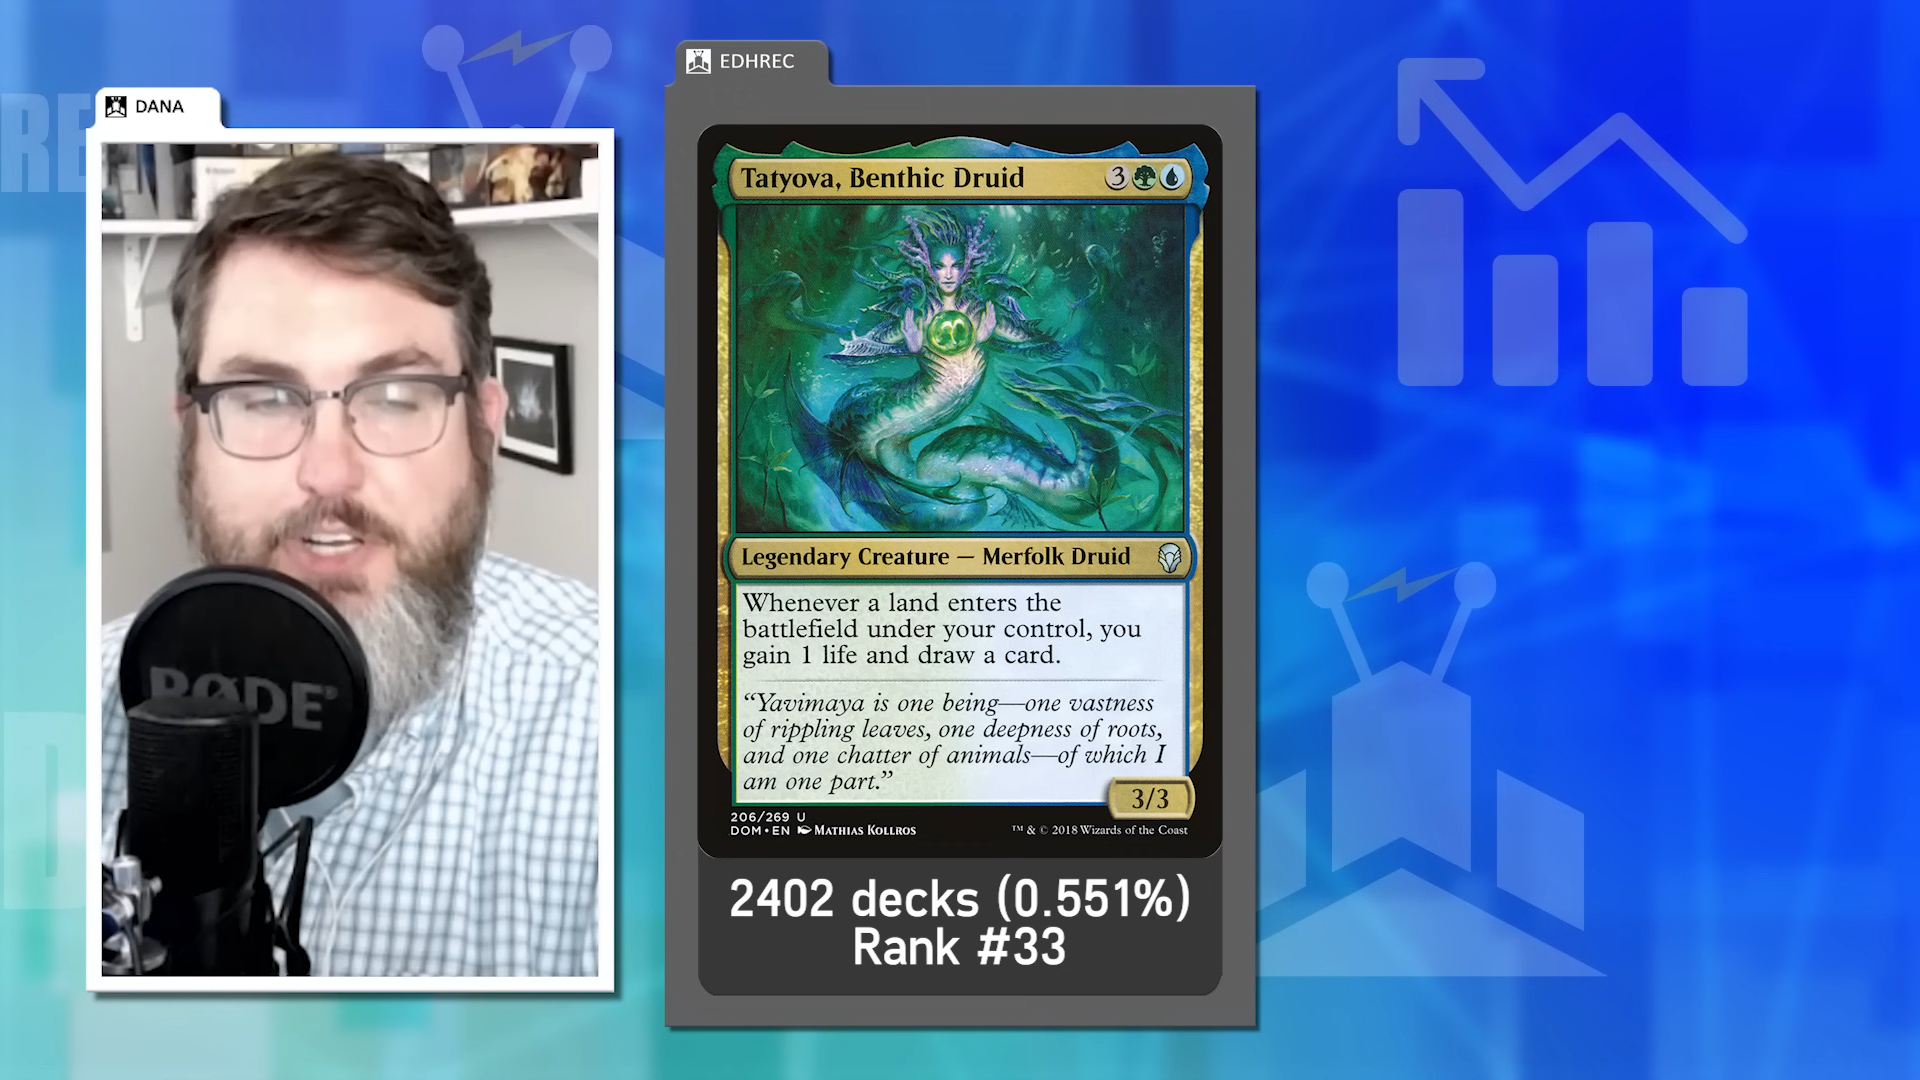 RE
DANA
RØDE
D
EDHREC
Tatyova, Benthic Druid 3
Legendary Creature — Merfolk Druid
Whenever a land enters the
battlefield under your control, you
gain 1 life and draw a card.
“Yavimaya is one being—one vastness
of rippling leaves, one deepness of roots,
and one chatter of animals—of which I
am one part.”
3/3
206/269 U
DOM • EN Mathias Kollros
™ & © 2018 Wizards of the Coast
2402 decks (0.551%)
Rank #33